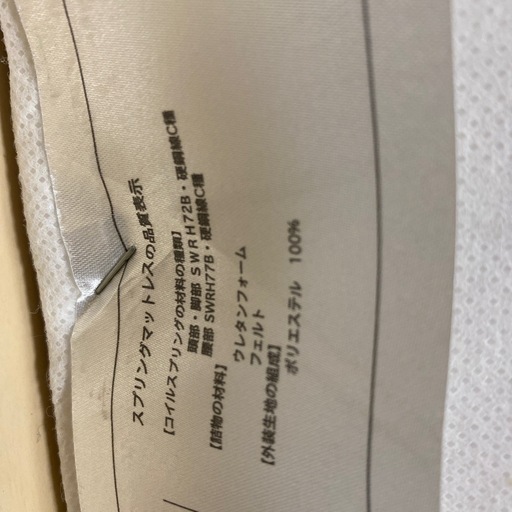 スプリングマットレスの品質表示
【コイルスプリングの材料の種類】
頭部・脚部 ＳＷＲＨ72B・硬鋼線C種
腰部 SWRH77B・硬鋼線C種
【詰物の材料】
ウレタンフォーム
フェルト
【外装生地の組成】
ポリエステル　100%